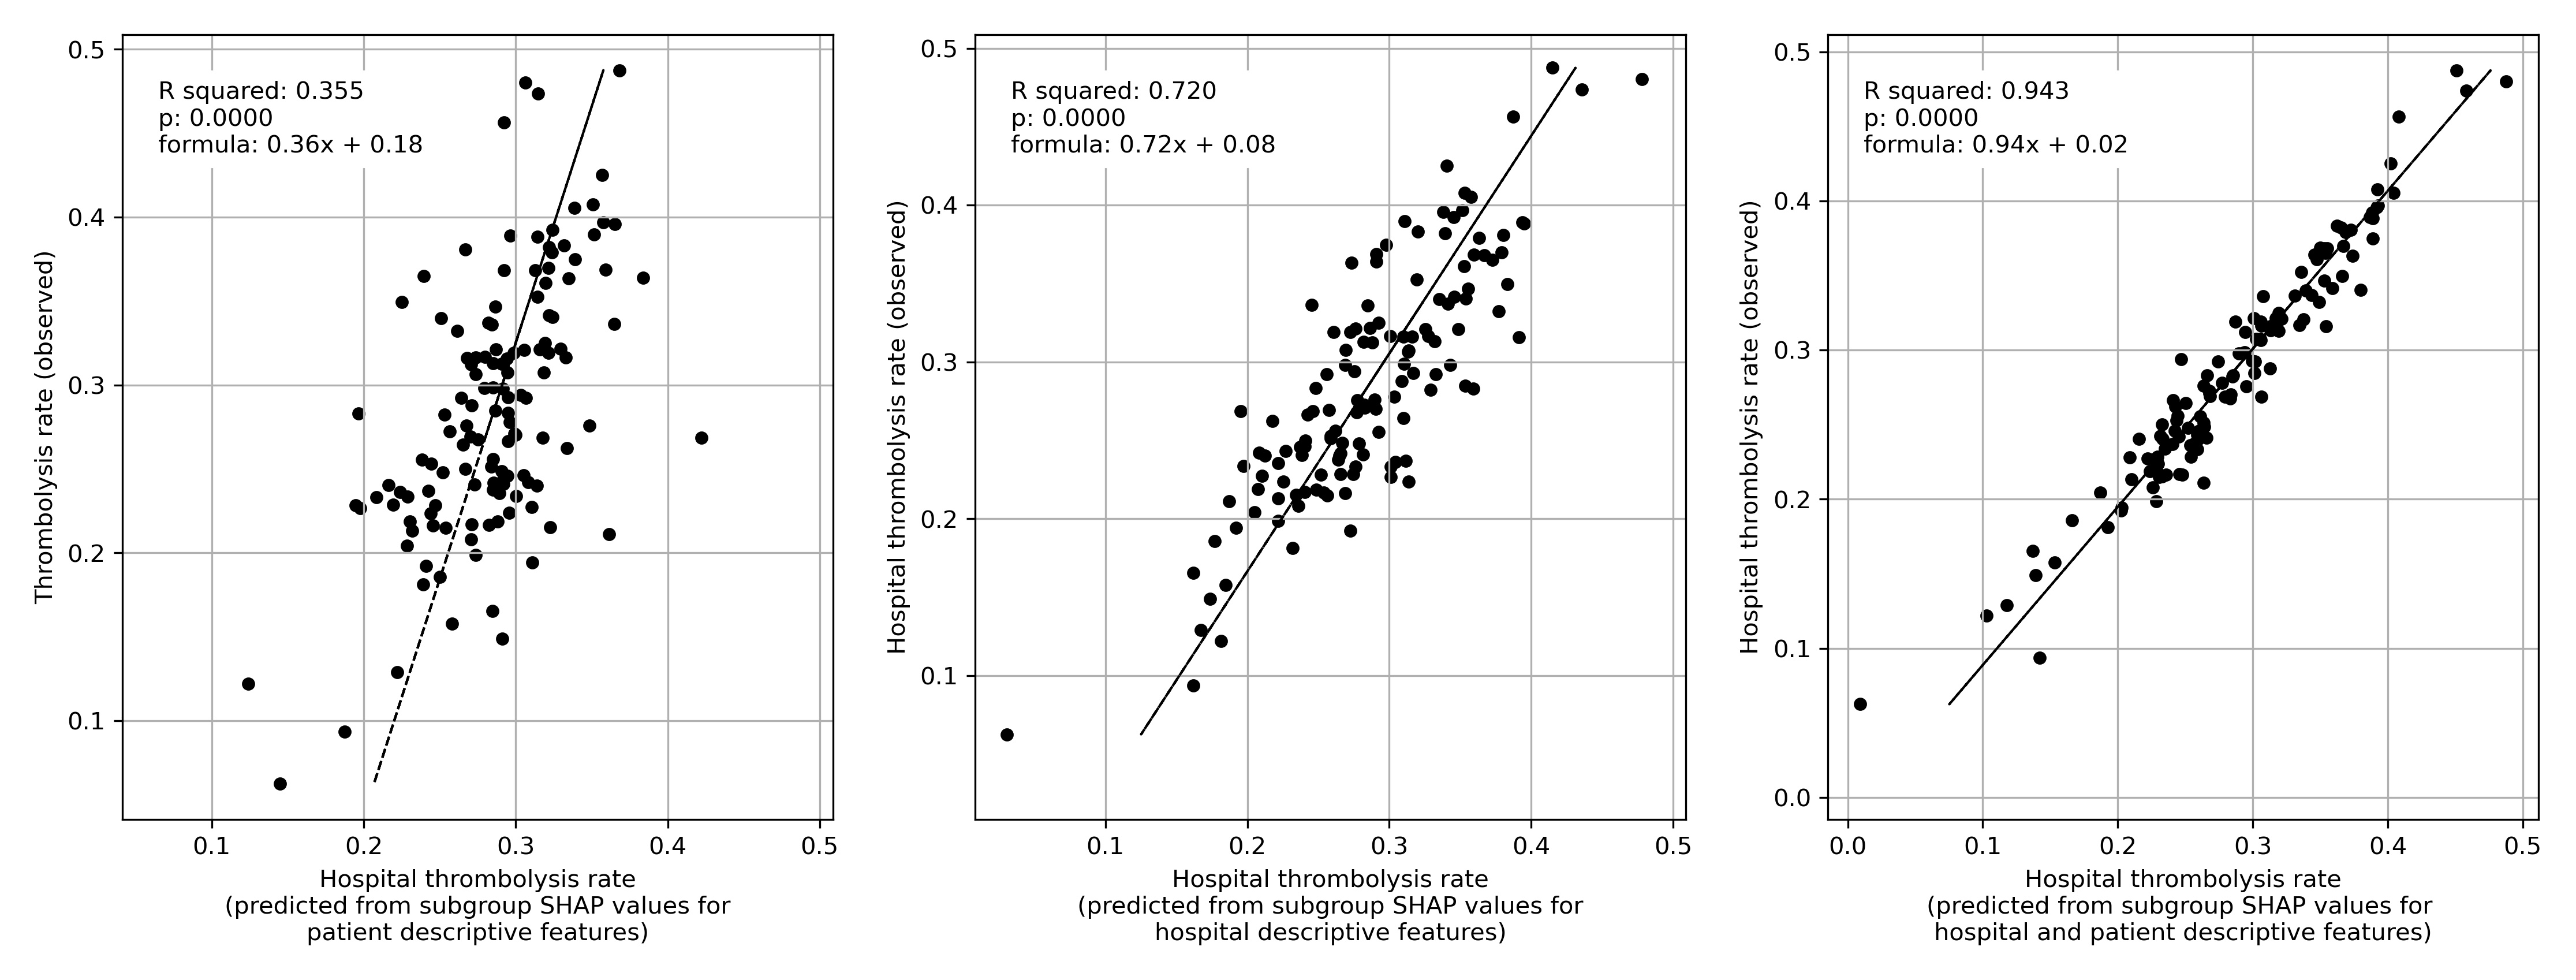 0.5
0.4
0.3
0.2
0.1
Thrombolysis rate (observed)
R squared: 0.355
p: 0.0000
formula: 0.36x + 0.18
0.1 0.2 0.3 0.4 0.5
Hospital thrombolysis rate
(predicted from subgroup SHAP values for
patient descriptive features)
0.5
0.4
0.3
0.2
0.1
Hospital thrombolysis rate (observed)
R squared: 0.720
p: 0.0000
formula: 0.72x + 0.08
0.1 0.2 0.3 0.4 0.5
Hospital thrombolysis rate
(predicted from subgroup SHAP values for
hospital descriptive features)
0.5
0.4
0.3
0.2
0.1
0.0
Hospital thrombolysis rate (observed)
R squared: 0.943
p: 0.0000
formula: 0.94x + 0.02
0.0 0.1 0.2 0.3 0.4 0.5
Hospital thrombolysis rate
(predicted from subgroup SHAP values for
hospital and patient descriptive features)